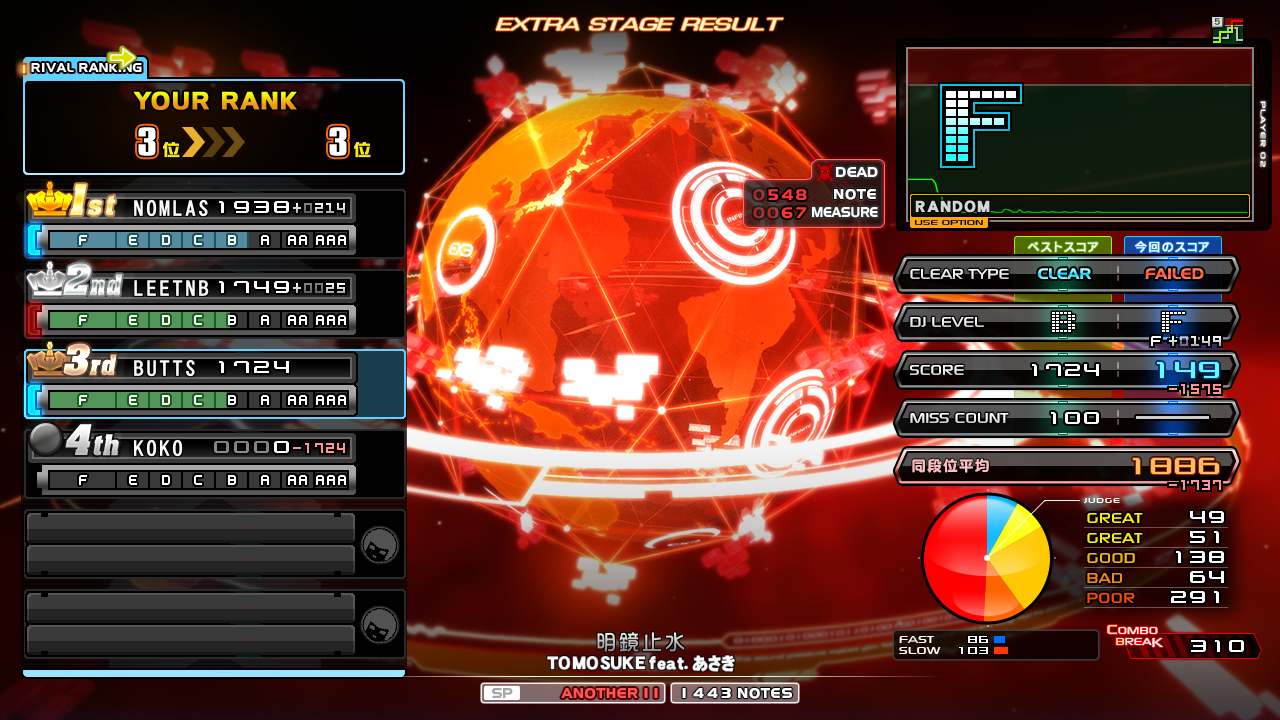 EXTRA STAGE RESULT
RIVAL RANKING
YOUR RANK
3位 3位
1st NOMLAS 1938+0214
F E D C B A AA AAA
2nd LEETNB 1749+0025
F E D C B A AA AAA
3rd BUTTS 1724
F E D C B A AA AAA
4th KOKO 0000-1724
F E D C B A AA AAA
DEAD
0548 NOTE
0067 MEASURE
5
F
PLAYER 02
RANDOM
USE OPTION
ベストスコア 今回のスコア
CLEAR TYPE CLEAR FAILED
DJ LEVEL B F
F+0149
SCORE 1724 149
-1575
MISS COUNT 100
同段位平均 1886
-1737
JUDGE
GREAT 49
GREAT 51
GOOD 138
BAD 64
POOR 291
FAST 86
SLOW 103
COMBO BREAK 310
明鏡止水
TOMOSUKE feat. あさき
SP ANOTHER 11 1443 NOTES